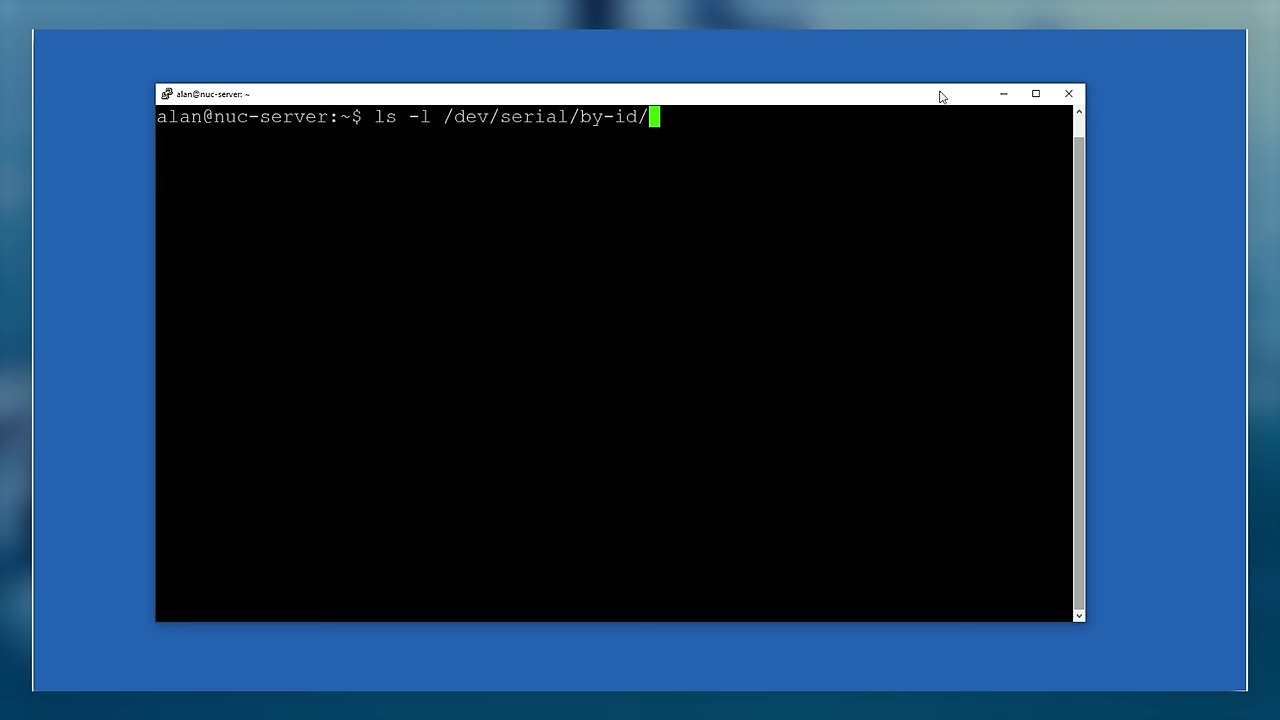 alan@nuc-server: ~
alan@nuc-server:~$ ls -l /dev/serial/by-id/